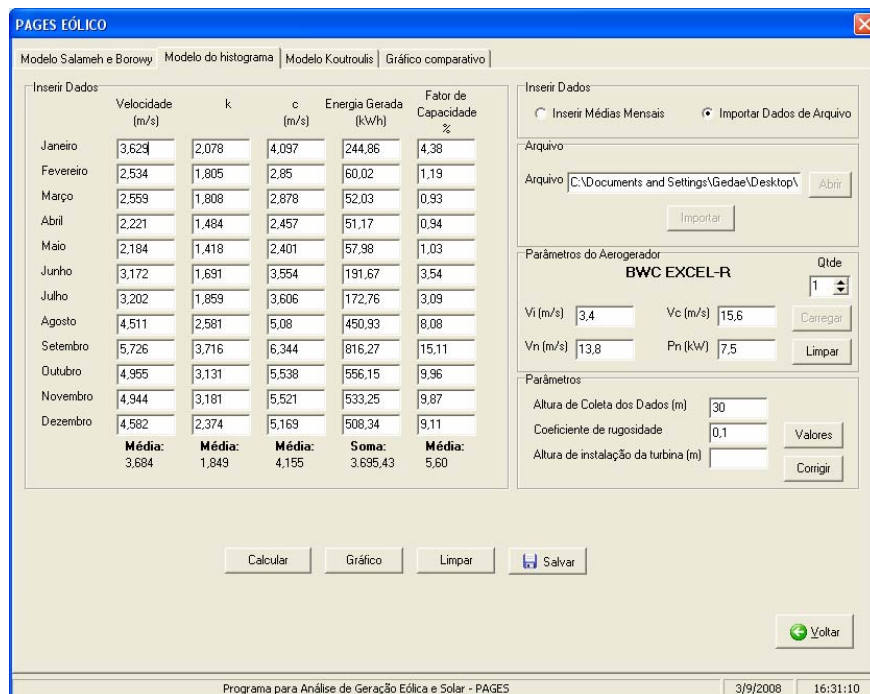 PAGES EÓLICO
Modelo Salameh e Borowy Modelo do histograma Modelo Koutroulis Gráfico comparativo
Inserir Dados
Velocidade (m/s) k c (m/s) Energia Gerada (kWh) Fator de Capacidade %
Janeiro 3,629 2,078 4,097 244,86 4,38
Fevereiro 2,534 1,805 2,85 60,02 1,19
Março 2,559 1,808 2,878 52,03 0,93
Abril 2,221 1,484 2,457 51,17 0,94
Maio 2,184 1,418 2,401 57,98 1,03
Junho 3,172 1,691 3,554 191,67 3,54
Julho 3,202 1,859 3,606 172,76 3,09
Agosto 4,511 2,581 5,08 450,93 8,08
Setembro 5,726 3,716 6,344 816,27 15,11
Outubro 4,955 3,131 5,538 556,15 9,96
Novembro 4,944 3,181 5,521 533,25 9,87
Dezembro 4,582 2,374 5,169 508,34 9,11
Média: Média: Média: Soma: Média:
3,684 1,849 4,155 3.695,43 5,60
Inserir Dados
Inserir Médias Mensais Importar Dados de Arquivo
Arquivo
Arquivo C:\Documents and Settings\Gedae\Desktop\ Abrir
Importar
Parâmetros do Aerogerador
BWC EXCEL-R Qtde
1
Vi (m/s) 3,4 Vc (m/s) 15,6 Carregar
Vn (m/s) 13,8 Pn (kW) 7,5 Limpar
Parâmetros
Altura de Coleta dos Dados (m) 30
Coeficiente de rugosidade 0,1 Valores
Altura de instalação da turbina (m) Corrigir
Calcular Gráfico Limpar Salvar
Voltar
Programa para Análise de Geração Eólica e Solar - PAGES 3/9/2008 16:31:10